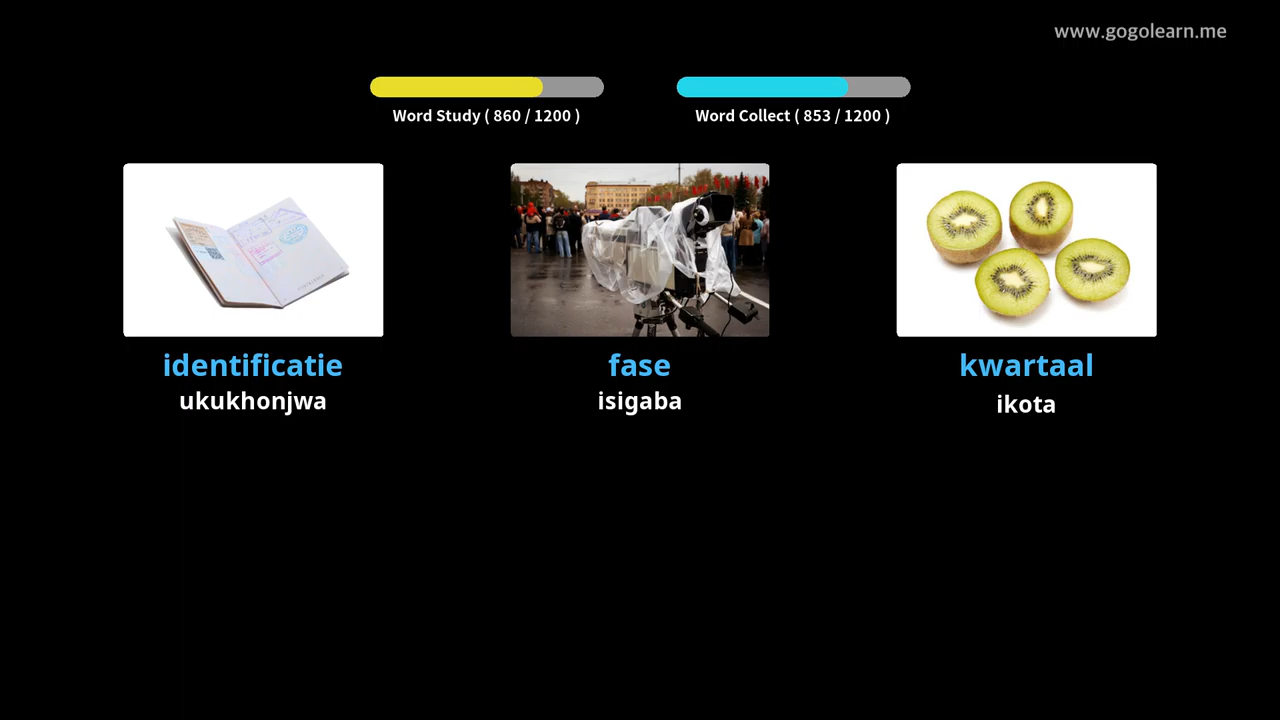 www.gogolearn.me
Word Study ( 860 / 1200 )
Word Collect ( 853 / 1200 )
identificatie
fase
kwartaal
ukukhonjwa
isigaba
ikota